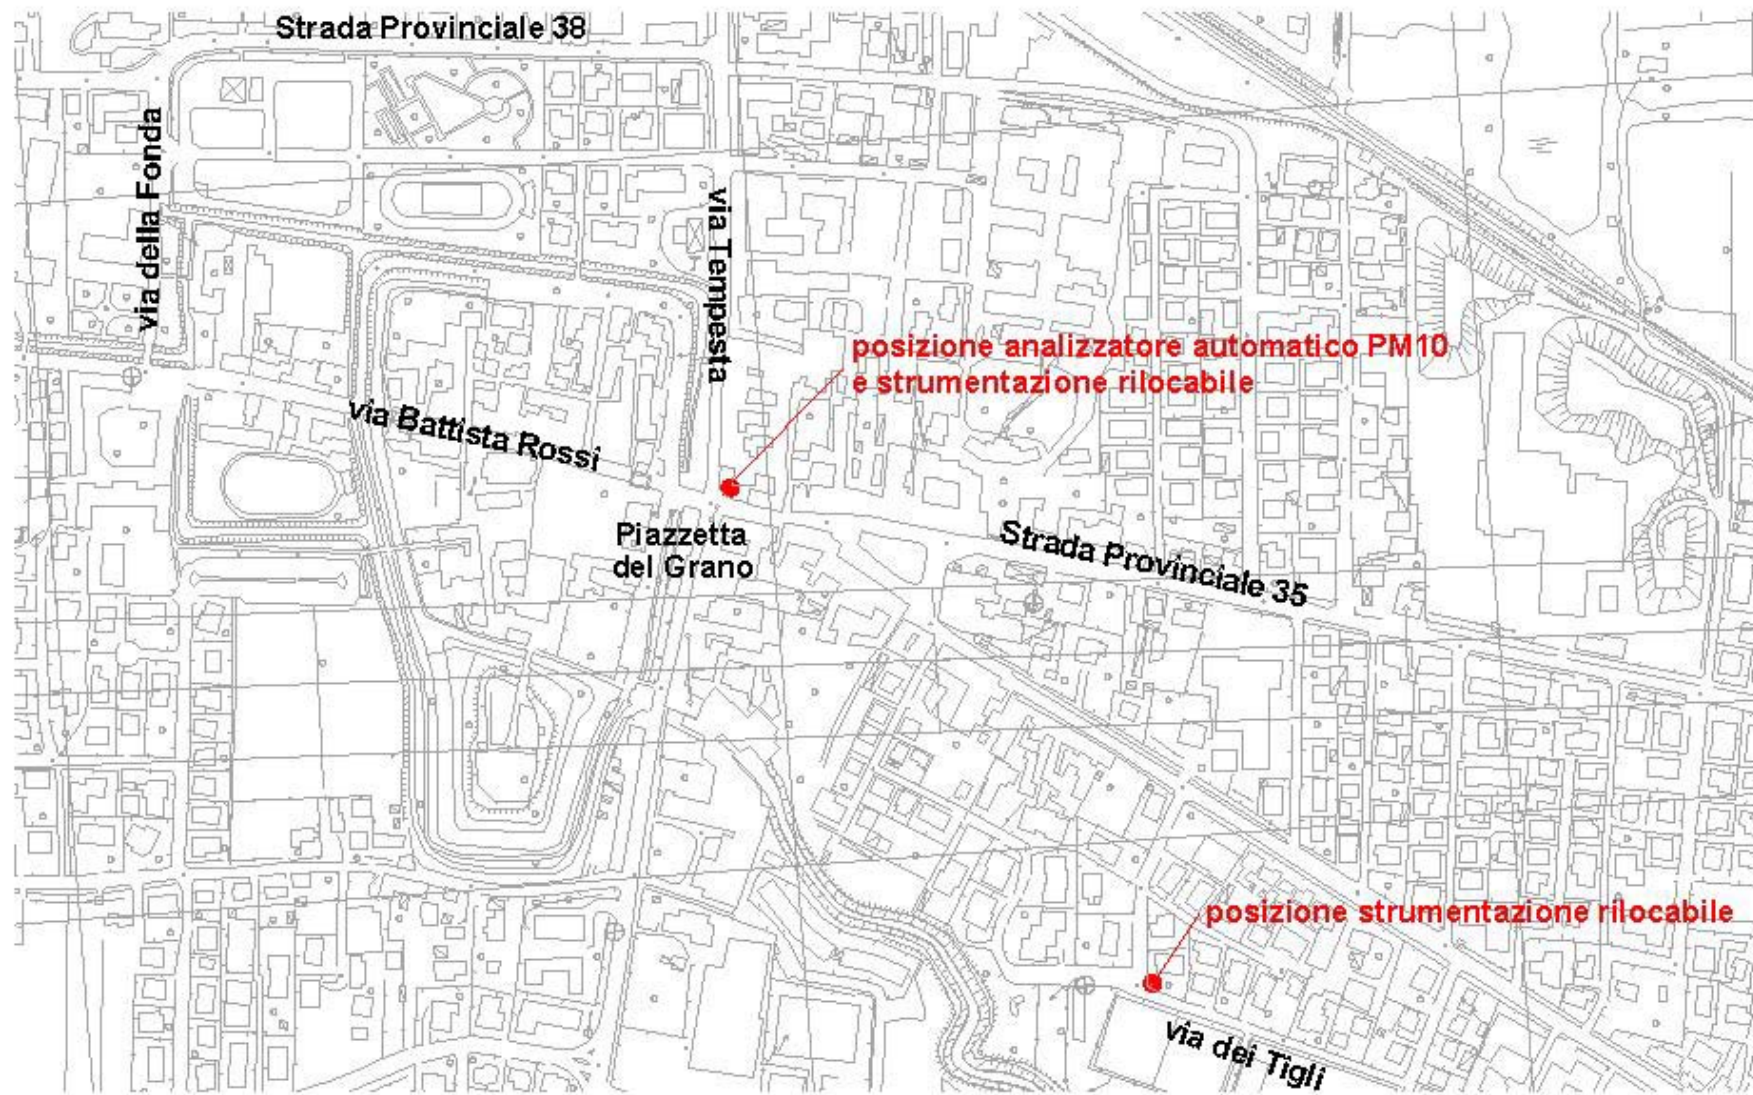 Strada Provinciale 38
via della Fonda
via Tempesta
posizione analizzatore automatico PM10
e strumentazione rilocabile
via Battista Rossi
Piazzetta
del Grano
Strada Provinciale 35
posizione strumentazione rilocabile
via dei Tigli